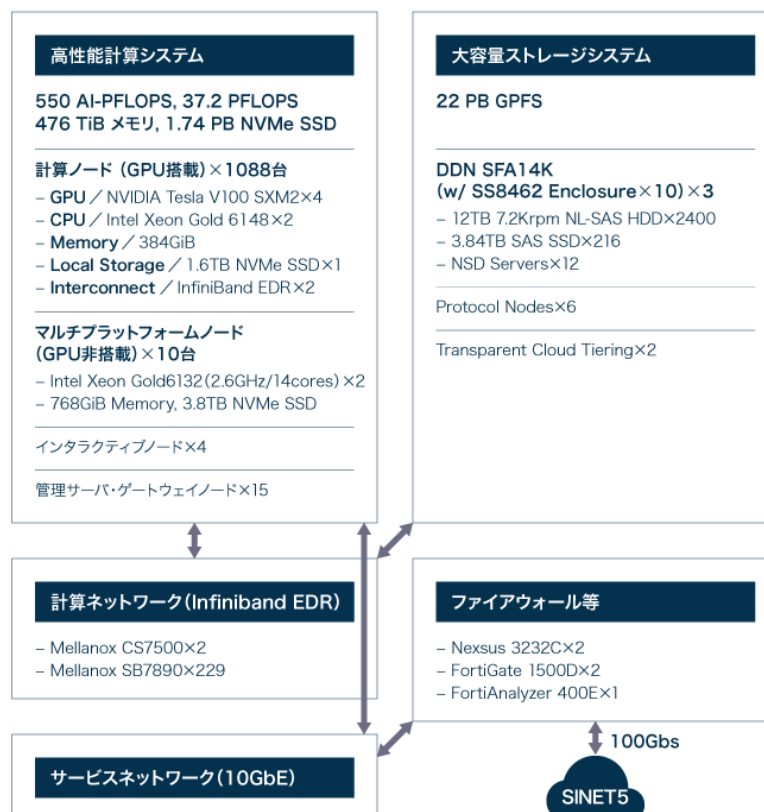 高性能計算システム
550 AI-PFLOPS, 37.2 PFLOPS
476 TiB メモリ, 1.74 PB NVMe SSD
計算ノード（GPU搭載）×1088台
– GPU／NVIDIA Tesla V100 SXM2×4
– CPU／Intel Xeon Gold 6148×2
– Memory／384GiB
– Local Storage／1.6TB NVMe SSD×1
– Interconnect／InfiniBand EDR×2
マルチプラットフォームノード
（GPU非搭載）×10台
– Intel Xeon Gold6132（2.6GHz/14cores）×2
– 768GiB Memory, 3.8TB NVMe SSD
インタラクティブノード×4
管理サーバ・ゲートウェイノード×15
大容量ストレージシステム
22 PB GPFS
DDN SFA14K
(w/ SS8462 Enclosure×10)×3
– 12TB 7.2Krpm NL-SAS HDD×2400
– 3.84TB SAS SSD×216
– NSD Servers×12
Protocol Nodes×6
Transparent Cloud Tiering×2
計算ネットワーク（Infiniband EDR）
– Mellanox CS7500×2
– Mellanox SB7890×229
ファイアウォール等
– Nexsus 3232C×2
– FortiGate 1500D×2
– FortiAnalyzer 400E×1
サービスネットワーク（10GbE）
100Gbs
SINET5